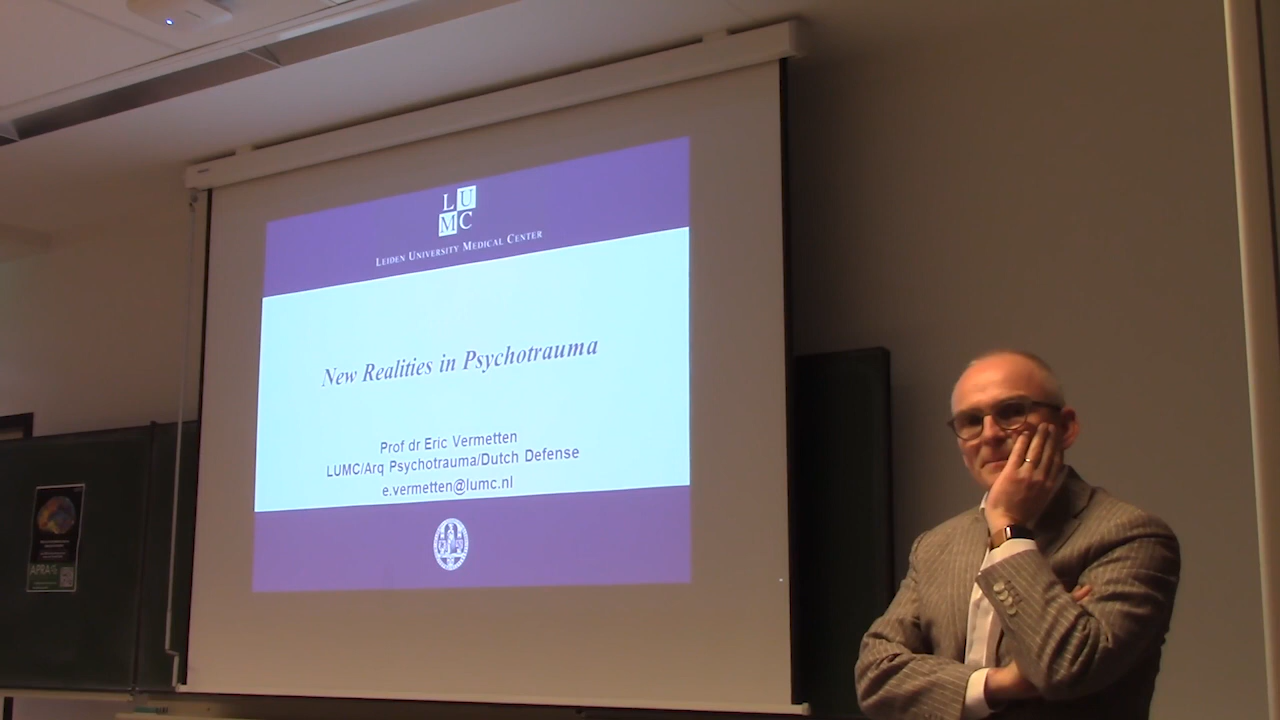 LU
MC
LEIDEN UNIVERSITY MEDICAL CENTER
New Realities in Psychotrauma
Prof dr Eric Vermetten
LUMC/Arq Psychotrauma/Dutch Defense
e.vermetten@lumc.nl
APRA